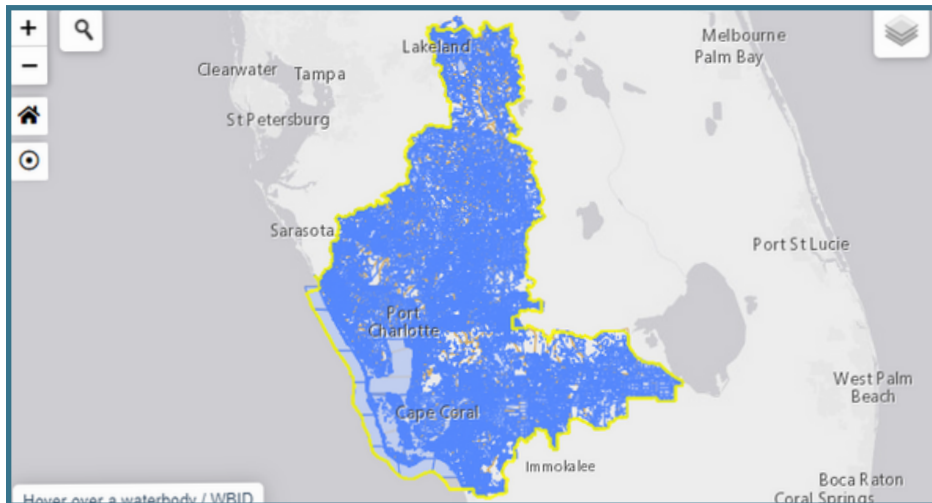 +
−
Lakeland
Melbourne
Palm Bay
Clearwater
Tampa
St Petersburg
Sarasota
Port St Lucie
Port
Charlotte
West Palm
Beach
Cape Coral
Immokalee
Boca Raton
Coral Springs
Hover over a waterbody / WBID